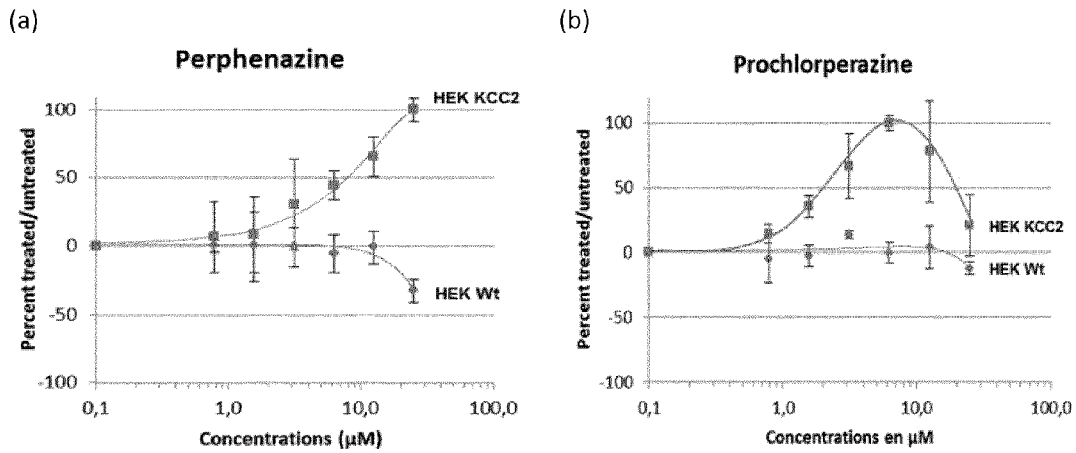 (a)
Perphenazine
Percent treated/untreated
100
50
0
-50
-100
0,1
1,0
10,0
100,0
Concentrations (µM)
HEK KCC2
HEK Wt
(b)
Prochlorperazine
Percent treated/untreated
100
50
0
-50
-100
0,1
1,0
10,0
100,0
Concentrations en µM
HEK KCC2
HEK Wt